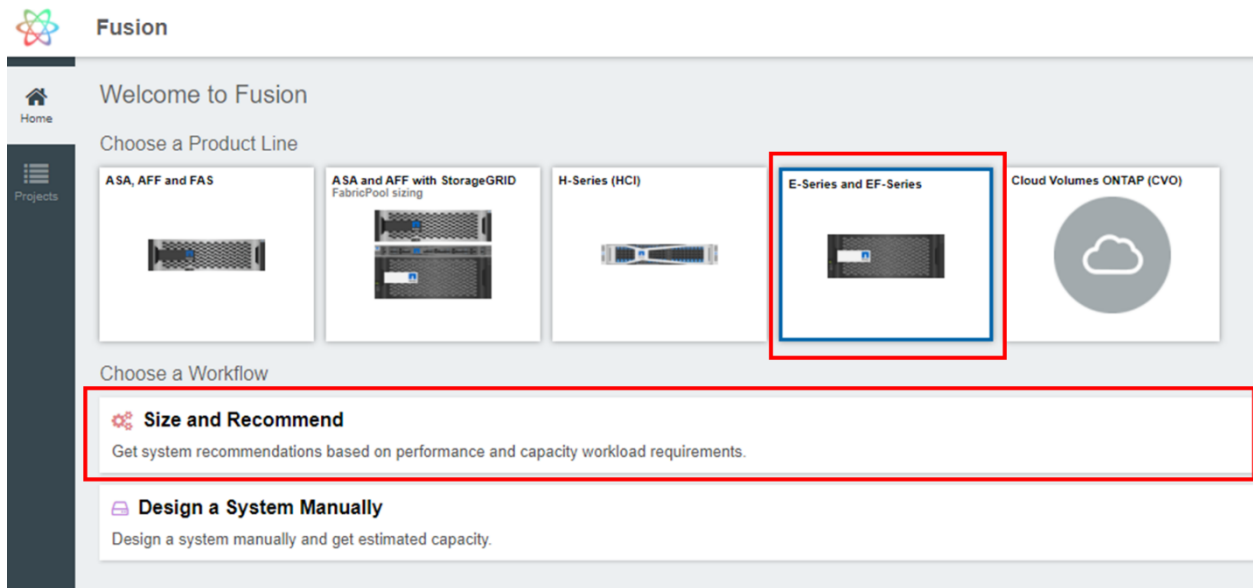 Fusion
Home
Projects
Welcome to Fusion
Choose a Product Line
ASA, AFF and FAS
ASA and AFF with StorageGRID
FabricPool sizing
H-Series (HCI)
E-Series and EF-Series
Cloud Volumes ONTAP (CVO)
Choose a Workflow
Size and Recommend
Get system recommendations based on performance and capacity workload requirements.
Design a System Manually
Design a system manually and get estimated capacity.